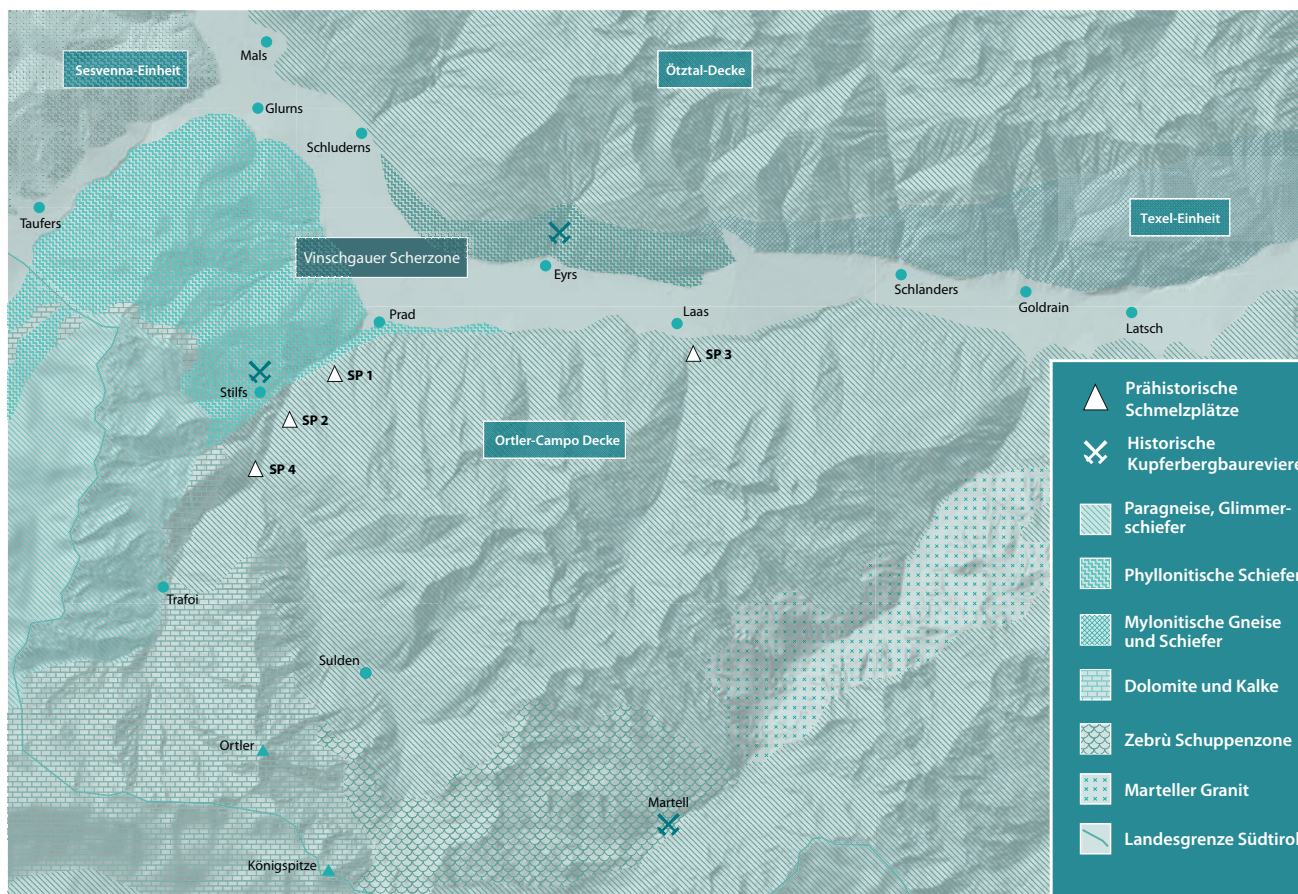 Mals
Sesvenna-Einheit
Ötztal-Decke
Glurns
Schluderns
Taufers
Texel-Einheit
Vinschgauer Scherzone
Eyrs
Schlanders
Goldrain
Latsch
Prad
Laas
SP 3
SP 1
Stilfs
SP 2
Ortler-Campo Decke
SP 4
Trafoi
Sulden
Ortler
Martell
Königspitze
Prähistorische
Schmelzplätze
Historische
Kupferbergbaureviere
Paragneise, Glimmer-
schiefer
Phyllonitische Schiefer
Mylonitische Gneise
und Schiefer
Dolomite und Kalke
Zebrù Schuppenzone
Marteller Granit
Landesgrenze Südtirol